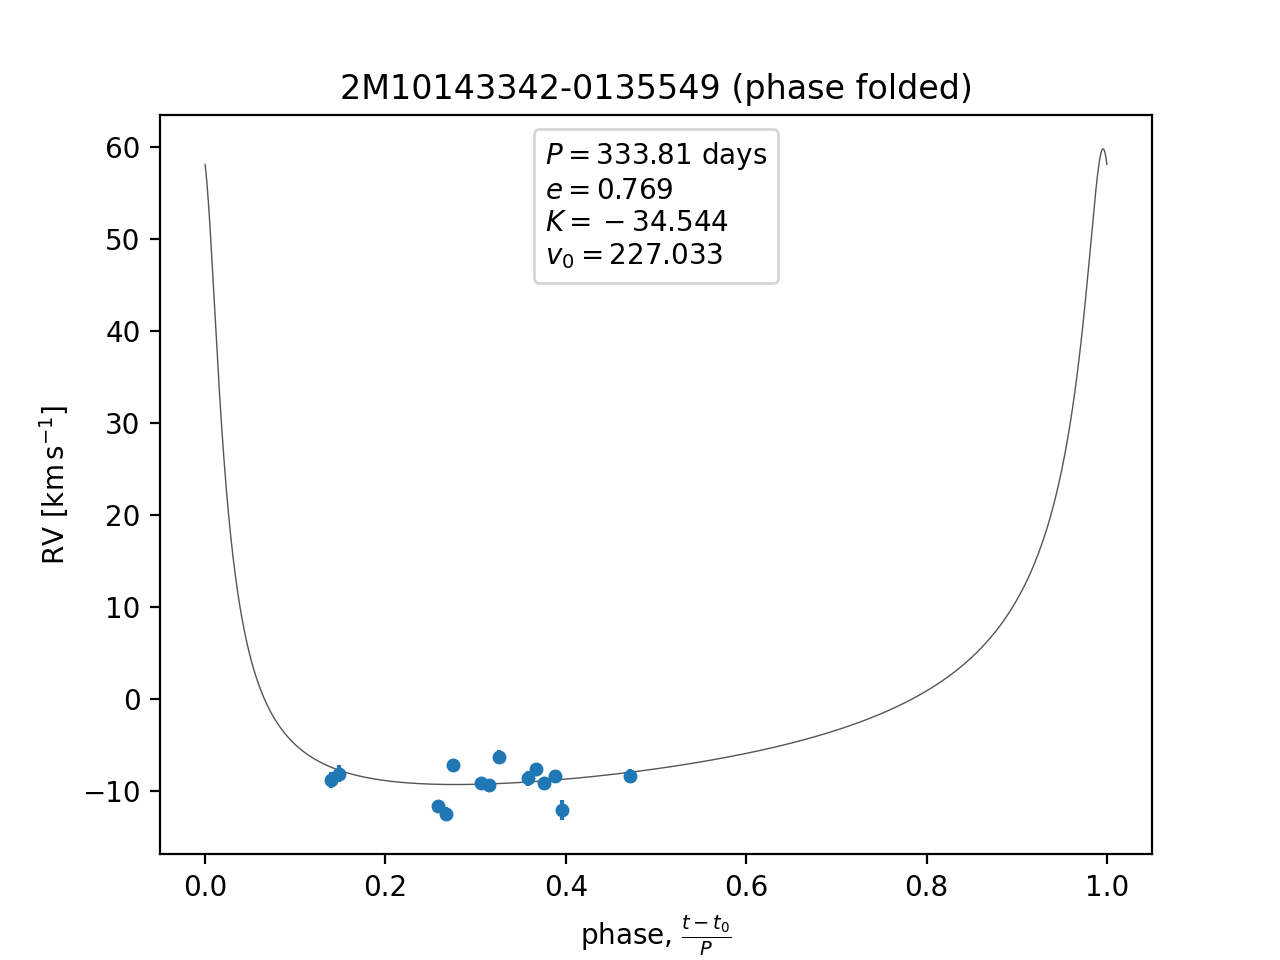 2M10143342-0135549 (phase folded)
P = 333.81 days
e = 0.769
K = − 34.544
v₀ = 227.033
60
50
40
30
20
10
0
−10
RV [km s⁻¹]
0.0 0.2 0.4 0.6 0.8 1.0
phase, (t − t₀)/P